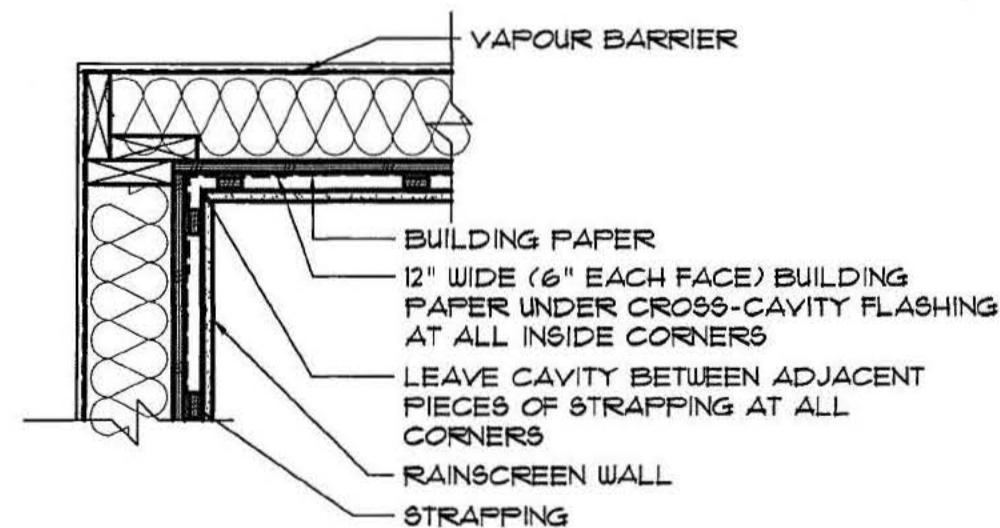 VAPOUR BARRIER
BUILDING PAPER
12" WIDE (6" EACH FACE) BUILDING
PAPER UNDER CROSS-CAVITY FLASHING
AT ALL INSIDE CORNERS
LEAVE CAVITY BETWEEN ADJACENT
PIECES OF STRAPPING AT ALL
CORNERS
RAINSCREEN WALL
STRAPPING